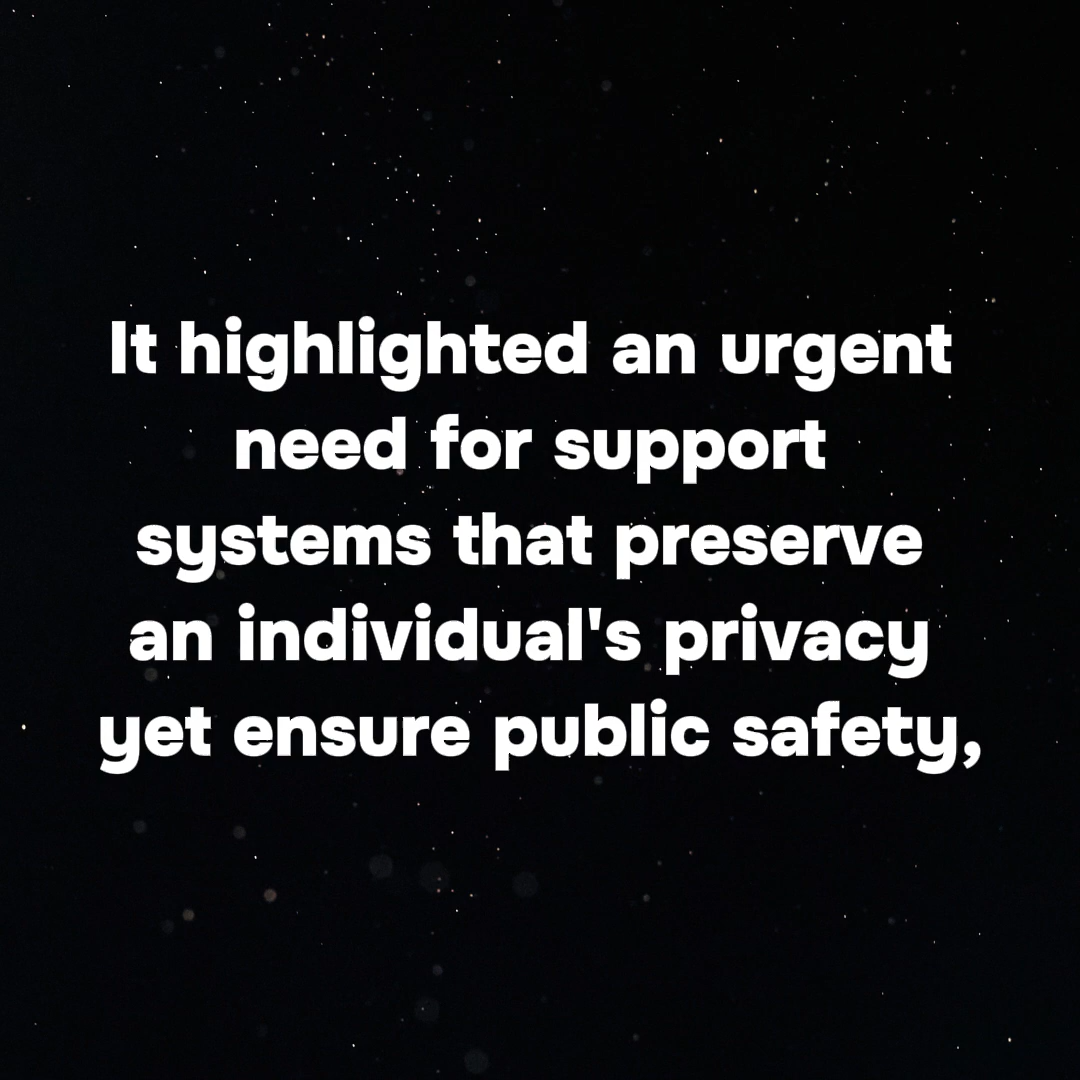 It highlighted an urgent
need for support
systems that preserve
an individual's privacy
yet ensure public safety,